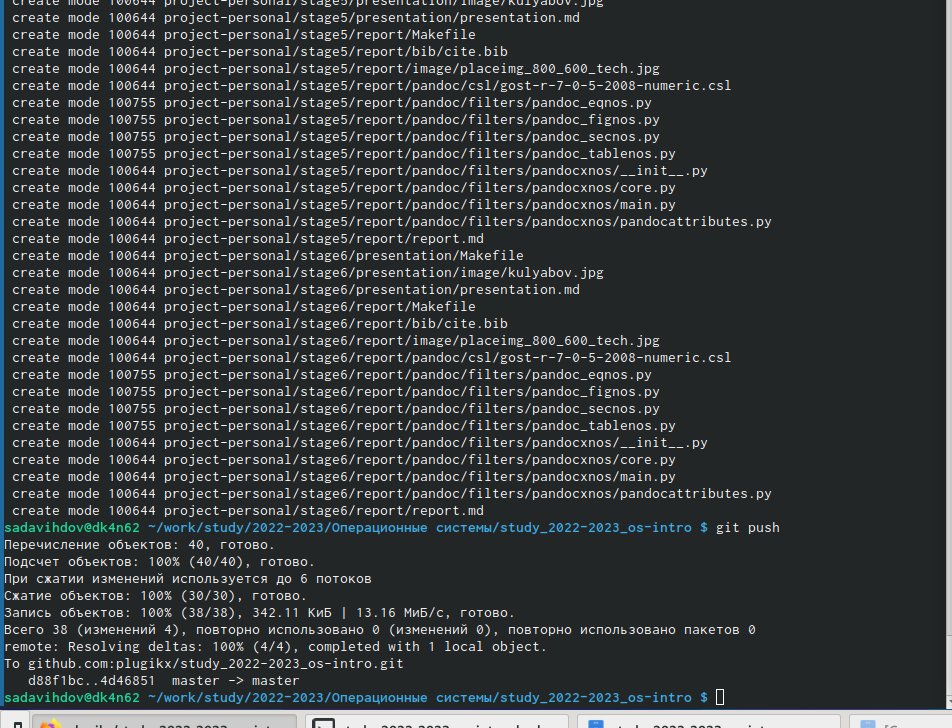 create mode 100644 project-personal/stage5/presentation/image/kulyabov.jpg
create mode 100644 project-personal/stage5/presentation/presentation.md
create mode 100644 project-personal/stage5/report/Makefile
create mode 100644 project-personal/stage5/report/bib/cite.bib
create mode 100644 project-personal/stage5/report/image/placeimg_800_600_tech.jpg
create mode 100644 project-personal/stage5/report/pandoc/csl/gost-r-7-0-5-2008-numeric.csl
create mode 100755 project-personal/stage5/report/pandoc/filters/pandoc_eqnos.py
create mode 100755 project-personal/stage5/report/pandoc/filters/pandoc_fignos.py
create mode 100755 project-personal/stage5/report/pandoc/filters/pandoc_secnos.py
create mode 100755 project-personal/stage5/report/pandoc/filters/pandoc_tablenos.py
create mode 100644 project-personal/stage5/report/pandoc/filters/pandocxnos/__init__.py
create mode 100644 project-personal/stage5/report/pandoc/filters/pandocxnos/core.py
create mode 100644 project-personal/stage5/report/pandoc/filters/pandocxnos/main.py
create mode 100644 project-personal/stage5/report/pandoc/filters/pandocxnos/pandocattributes.py
create mode 100644 project-personal/stage5/report/report.md
create mode 100644 project-personal/stage6/presentation/Makefile
create mode 100644 project-personal/stage6/presentation/image/kulyabov.jpg
create mode 100644 project-personal/stage6/presentation/presentation.md
create mode 100644 project-personal/stage6/report/Makefile
create mode 100644 project-personal/stage6/report/bib/cite.bib
create mode 100644 project-personal/stage6/report/image/placeimg_800_600_tech.jpg
create mode 100644 project-personal/stage6/report/pandoc/csl/gost-r-7-0-5-2008-numeric.csl
create mode 100755 project-personal/stage6/report/pandoc/filters/pandoc_eqnos.py
create mode 100755 project-personal/stage6/report/pandoc/filters/pandoc_fignos.py
create mode 100755 project-personal/stage6/report/pandoc/filters/pandoc_secnos.py
create mode 100755 project-personal/stage6/report/pandoc/filters/pandoc_tablenos.py
create mode 100644 project-personal/stage6/report/pandoc/filters/pandocxnos/__init__.py
create mode 100644 project-personal/stage6/report/pandoc/filters/pandocxnos/core.py
create mode 100644 project-personal/stage6/report/pandoc/filters/pandocxnos/main.py
create mode 100644 project-personal/stage6/report/pandoc/filters/pandocxnos/pandocattributes.py
create mode 100644 project-personal/stage6/report/report.md
sadavihdov@dk4n62 ~/work/study/2022-2023/Операционные системы/study_2022-2023_os-intro $ git push
Перечисление объектов: 40, готово.
Подсчет объектов: 100% (40/40), готово.
При сжатии изменений используется до 6 потоков
Сжатие объектов: 100% (30/30), готово.
Запись объектов: 100% (38/38), 342.11 КиБ | 13.16 МиБ/с, готово.
Всего 38 (изменений 4), повторно использовано 0 (изменений 0), повторно использовано пакетов 0
remote: Resolving deltas: 100% (4/4), completed with 1 local object.
To github.com:plugikx/study_2022-2023_os-intro.git
d88f1bc..4d46851 master -> master
sadavihdov@dk4n62 ~/work/study/2022-2023/Операционные системы/study_2022-2023_os-intro $